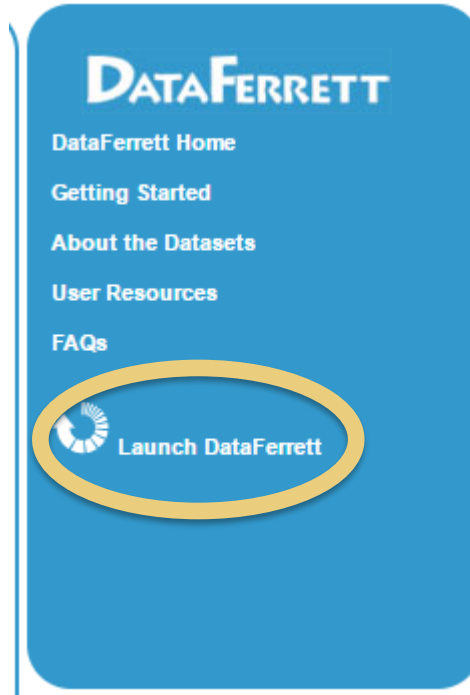 DATAFERRETT
DataFerrett Home
Getting Started
About the Datasets
User Resources
FAQs
Launch DataFerrett